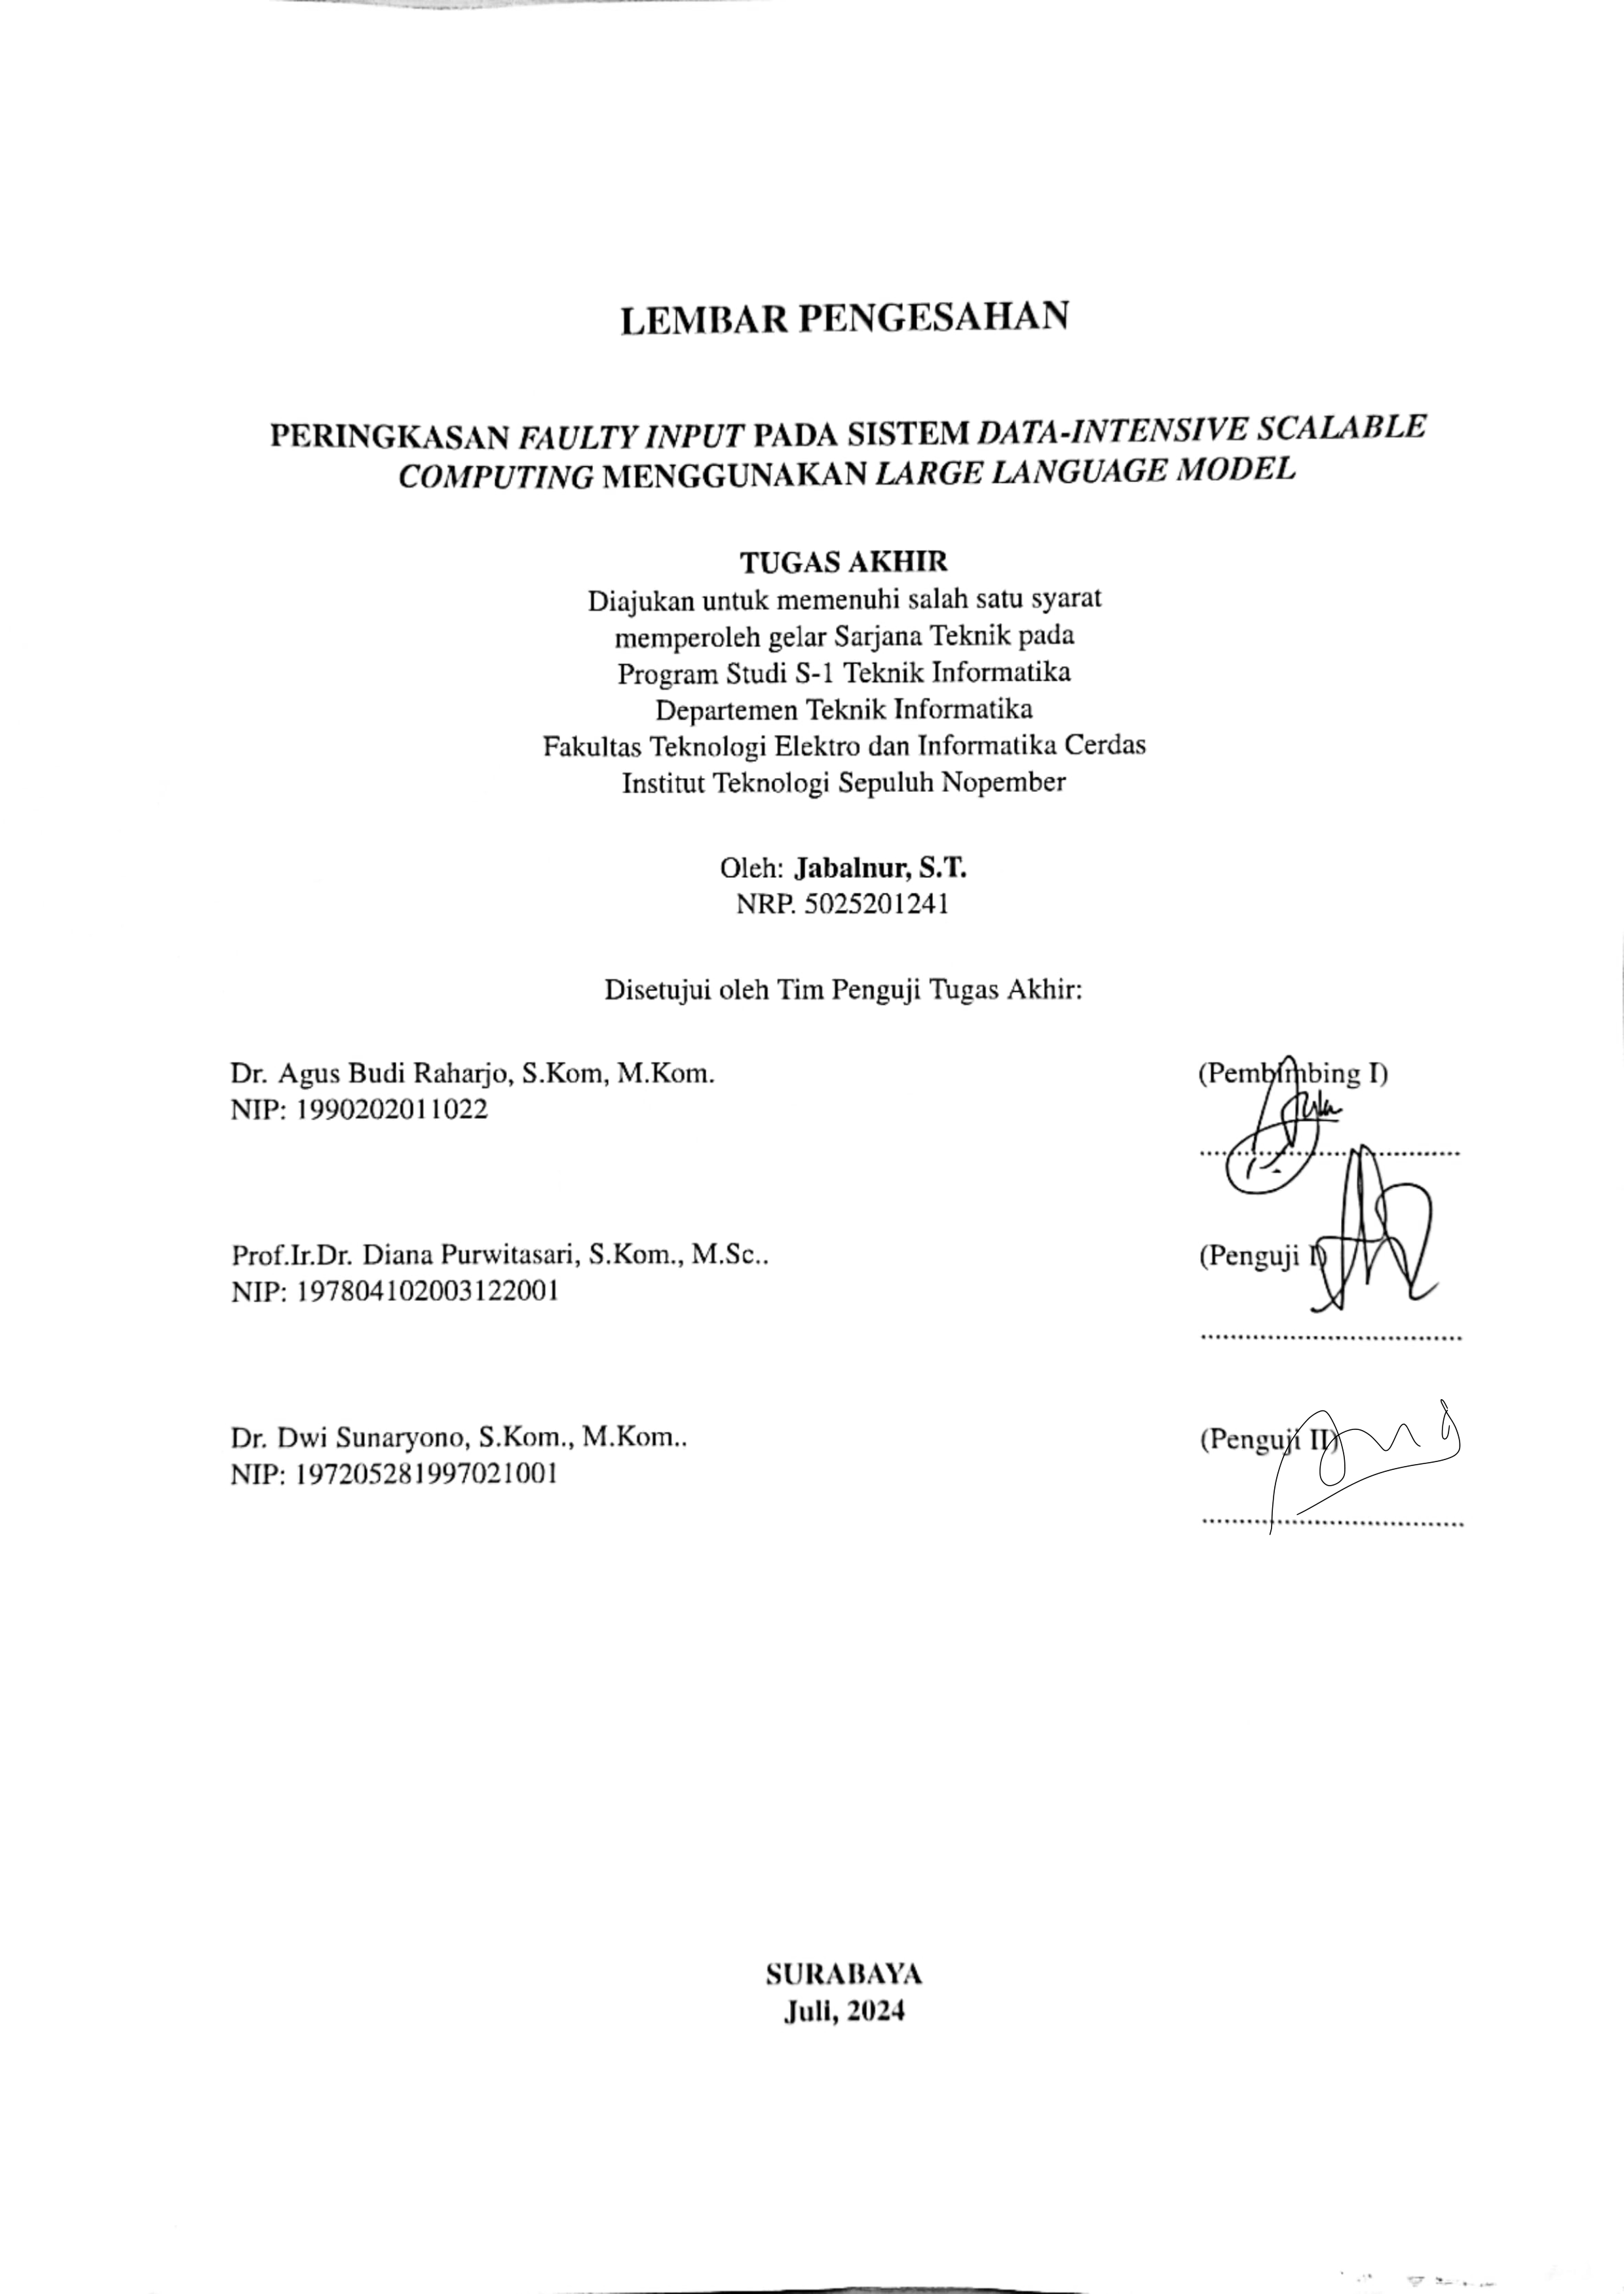 LEMBAR PENGESAHAN
PERINGKASAN FAULTY INPUT PADA SISTEM DATA-INTENSIVE SCALABLE
COMPUTING MENGGUNAKAN LARGE LANGUAGE MODEL
TUGAS AKHIR
Diajukan untuk memenuhi salah satu syarat
memperoleh gelar Sarjana Teknik pada
Program Studi S-1 Teknik Informatika
Departemen Teknik Informatika
Fakultas Teknologi Elektro dan Informatika Cerdas
Institut Teknologi Sepuluh Nopember
Oleh: Jabalnur, S.T.
NRP. 5025201241
Disetujui oleh Tim Penguji Tugas Akhir:
Dr. Agus Budi Raharjo, S.Kom, M.Kom. (Pembimbing I)
NIP: 1990202011022
...................................
Prof.Ir.Dr. Diana Purwitasari, S.Kom., M.Sc.. (Penguji I)
NIP: 197804102003122001
...................................
Dr. Dwi Sunaryono, S.Kom., M.Kom.. (Penguji II)
NIP: 197205281997021001
...................................
SURABAYA
Juli, 2024